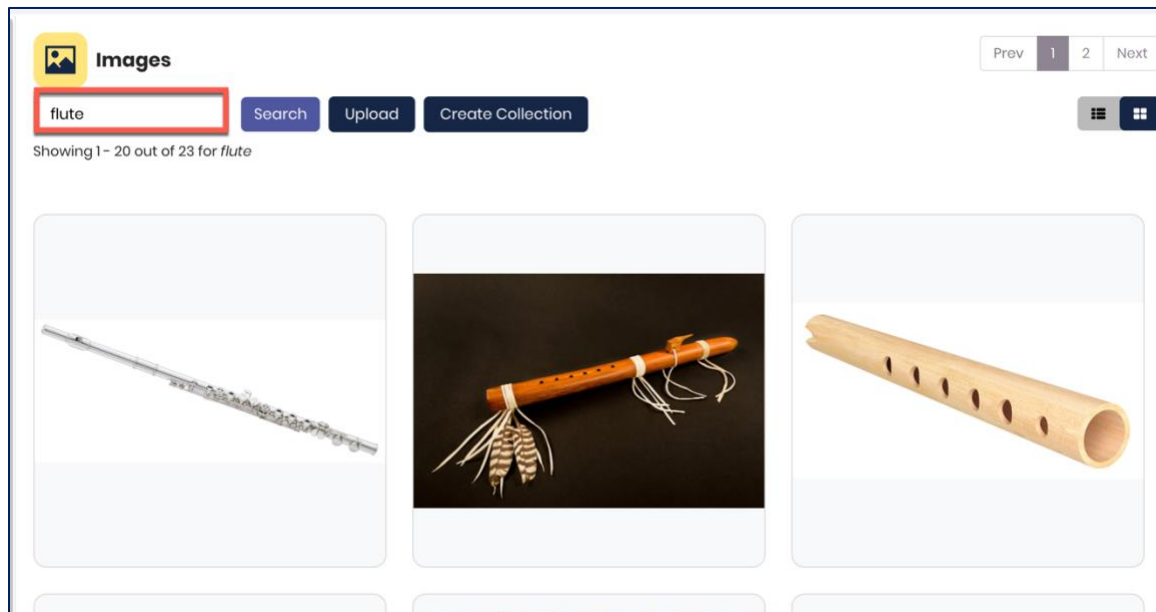 Images
Prev 1 2 Next
flute Search Upload Create Collection
Showing 1 - 20 out of 23 for flute